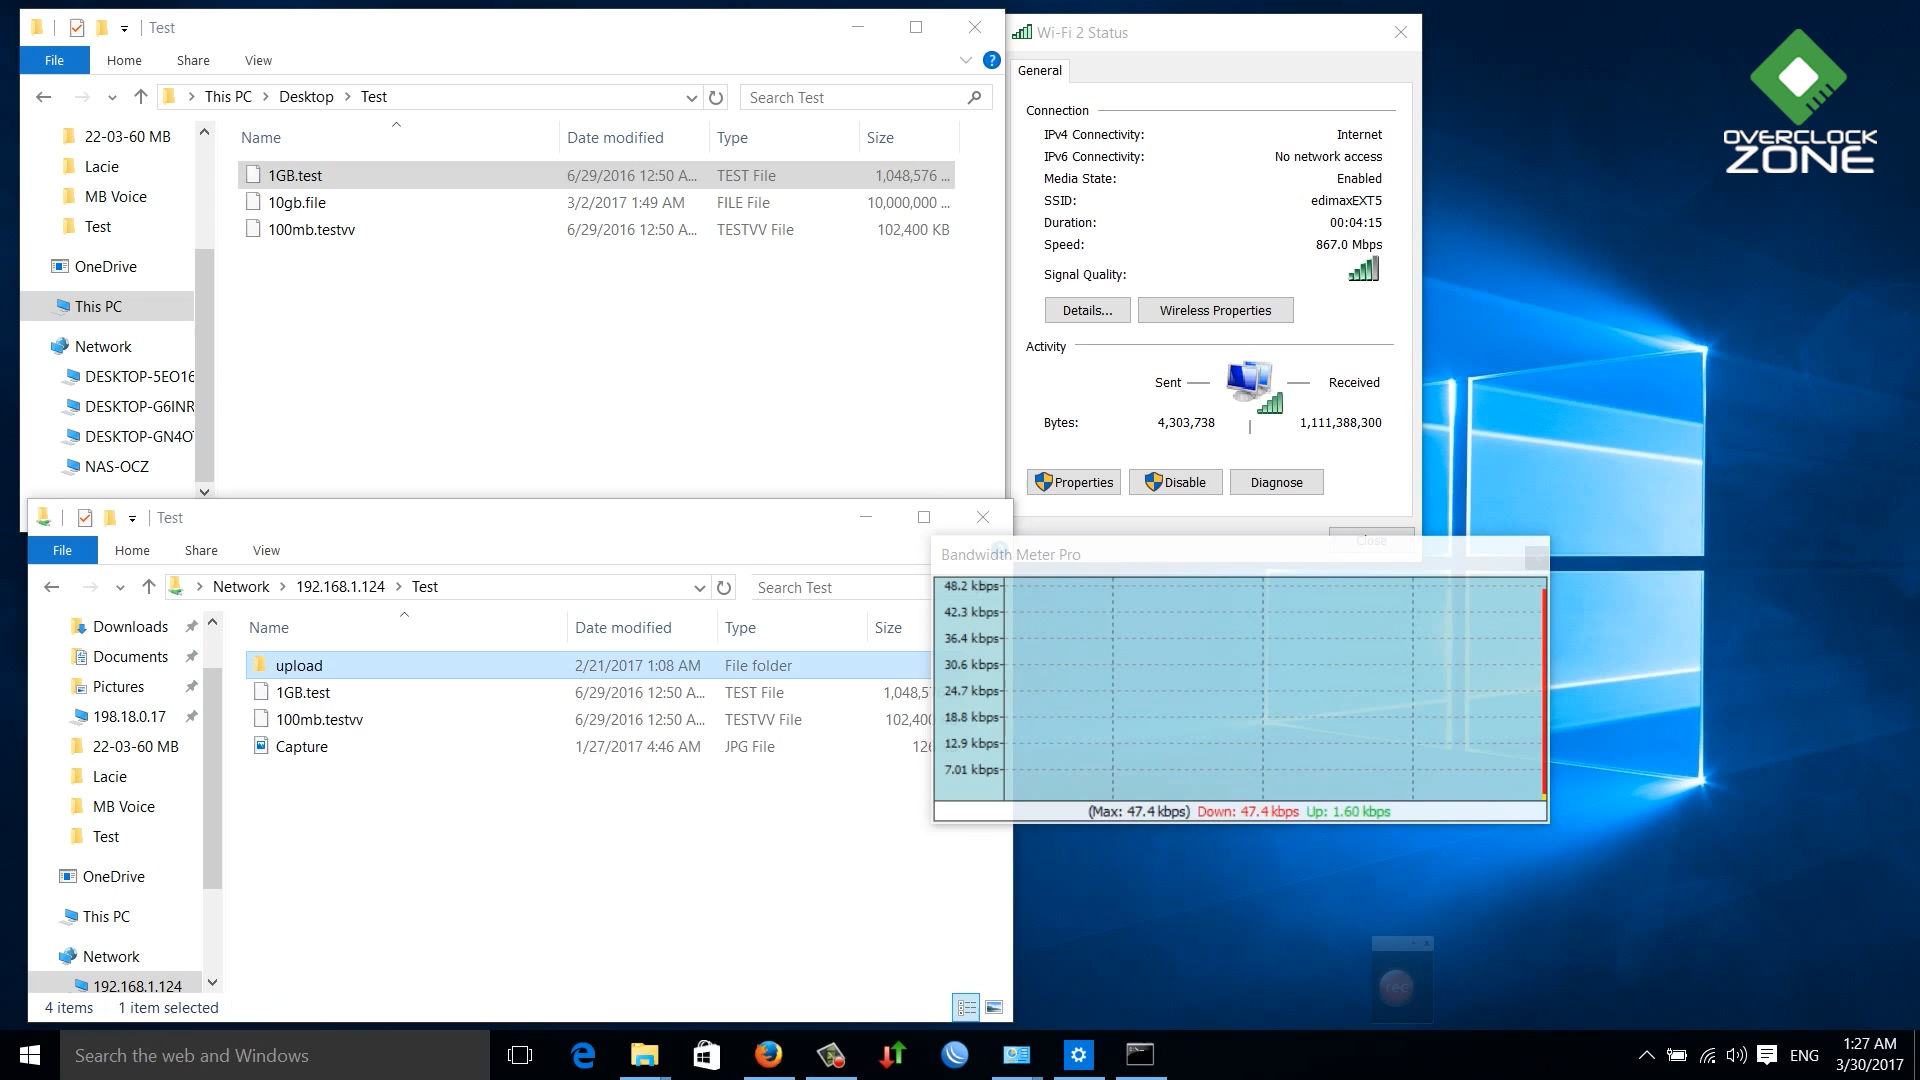 Test
File
Home
Share
View
This PC
Desktop
Test
Search Test
22-03-60 MB
Lacie
MB Voice
Test
OneDrive
This PC
Network
DESKTOP-5EO16
DESKTOP-G6INR
DESKTOP-GN4O
NAS-OCZ
Name
Date modified
Type
Size
1GB.test
6/29/2016 12:50 A...
TEST File
1,048,576 ...
10gb.file
3/2/2017 1:49 AM
FILE File
10,000,000 ...
100mb.testvv
6/29/2016 12:50 A...
TESTVV File
102,400 KB
Wi-Fi 2 Status
General
Connection
IPv4 Connectivity:
Internet
IPv6 Connectivity:
No network access
Media State:
Enabled
SSID:
edimaxEXT5
Duration:
00:04:15
Speed:
867.0 Mbps
Signal Quality:
Details...
Wireless Properties
Activity
Sent
Received
Bytes:
4,303,738
1,111,388,300
Properties
Disable
Diagnose
Close
OVERCLOCK
ZONE
Test
File
Home
Share
View
Network
192.168.1.124
Test
Search Test
Downloads
Documents
Pictures
198.18.0.17
22-03-60 MB
Lacie
MB Voice
Test
OneDrive
This PC
Network
192.168.1.124
Name
Date modified
Type
Size
upload
2/21/2017 1:08 AM
File folder
1GB.test
6/29/2016 12:50 A...
TEST File
1,048,5
100mb.testvv
6/29/2016 12:50 A...
TESTVV File
102,400
Capture
1/27/2017 4:46 AM
JPG File
126
4 items
1 item selected
Bandwidth Meter Pro
48.2 kbps
42.3 kbps
36.4 kbps
30.6 kbps
24.7 kbps
18.8 kbps
12.9 kbps
7.01 kbps
(Max: 47.4 kbps) Down: 47.4 kbps Up: 1.60 kbps
rec
Search the web and Windows
ENG
1:27 AM
3/30/2017